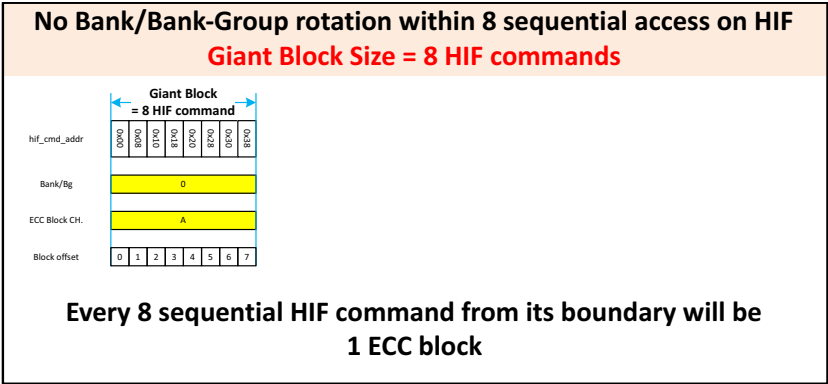 No Bank/Bank-Group rotation within 8 sequential access on HIF
Giant Block Size = 8 HIF commands
Giant Block
= 8 HIF command
hif_cmd_addr
0x00 0x08 0x10 0x18 0x20 0x28 0x30 0x38
Bank/Bg
0
ECC Block CH.
A
Block offset
0 1 2 3 4 5 6 7
Every 8 sequential HIF command from its boundary will be
1 ECC block